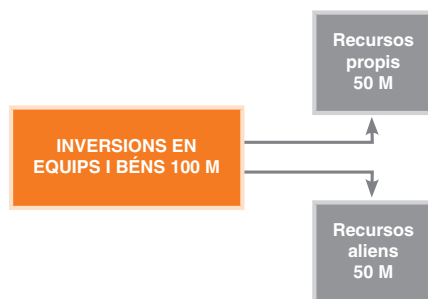 Recursos
propis
50 M
INVERSIONS EN
EQUIPS I BÉNS 100 M
Recursos
aliens
50 M